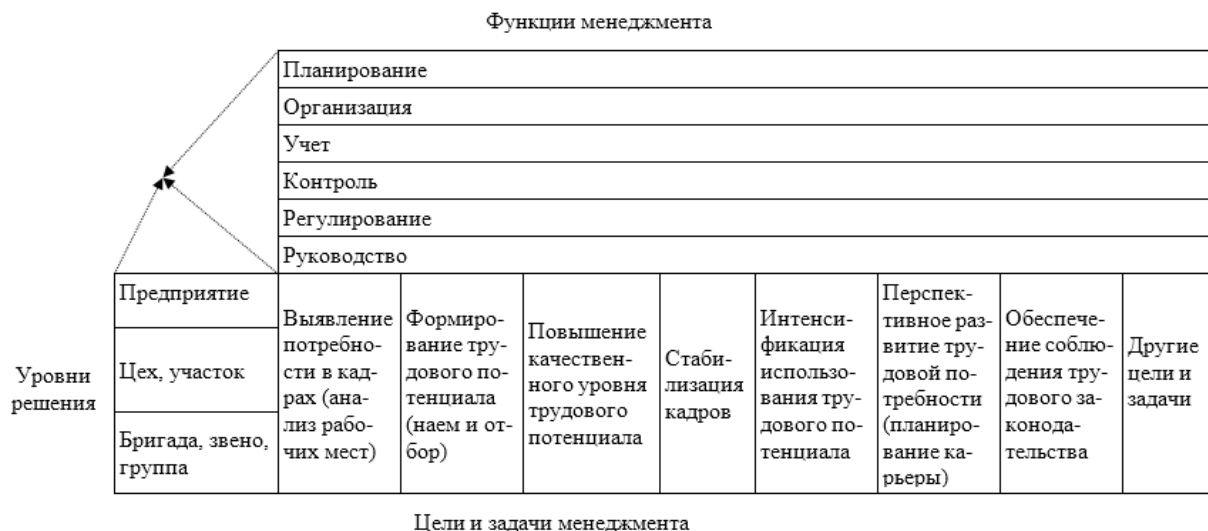 Функции менеджмента
Планирование
Организация
Учет
Контроль
Регулирование
Руководство
Уровни
решения
Предприятие
Цех, участок
Бригада, звено,
группа
Выявление
потребно-
сти в кад-
рах (ана-
лиз рабо-
чих мест)
Формиро-
вание тру-
дового по-
тенциала
(наем и от-
бор)
Повышение
качествен-
ного уровня
трудового
потенциала
Стаби-
лизация
кадров
Интенси-
фикация
использо-
вания тру-
дового по-
тенциала
Перспек-
тивное раз-
витие тру-
довой по-
требности
(планиро-
вание ка-
рьеры)
Обеспече-
ние соблю-
дения тру-
дового за-
конода-
тельства
Другие
цели и
задачи
Цели и задачи менеджмента